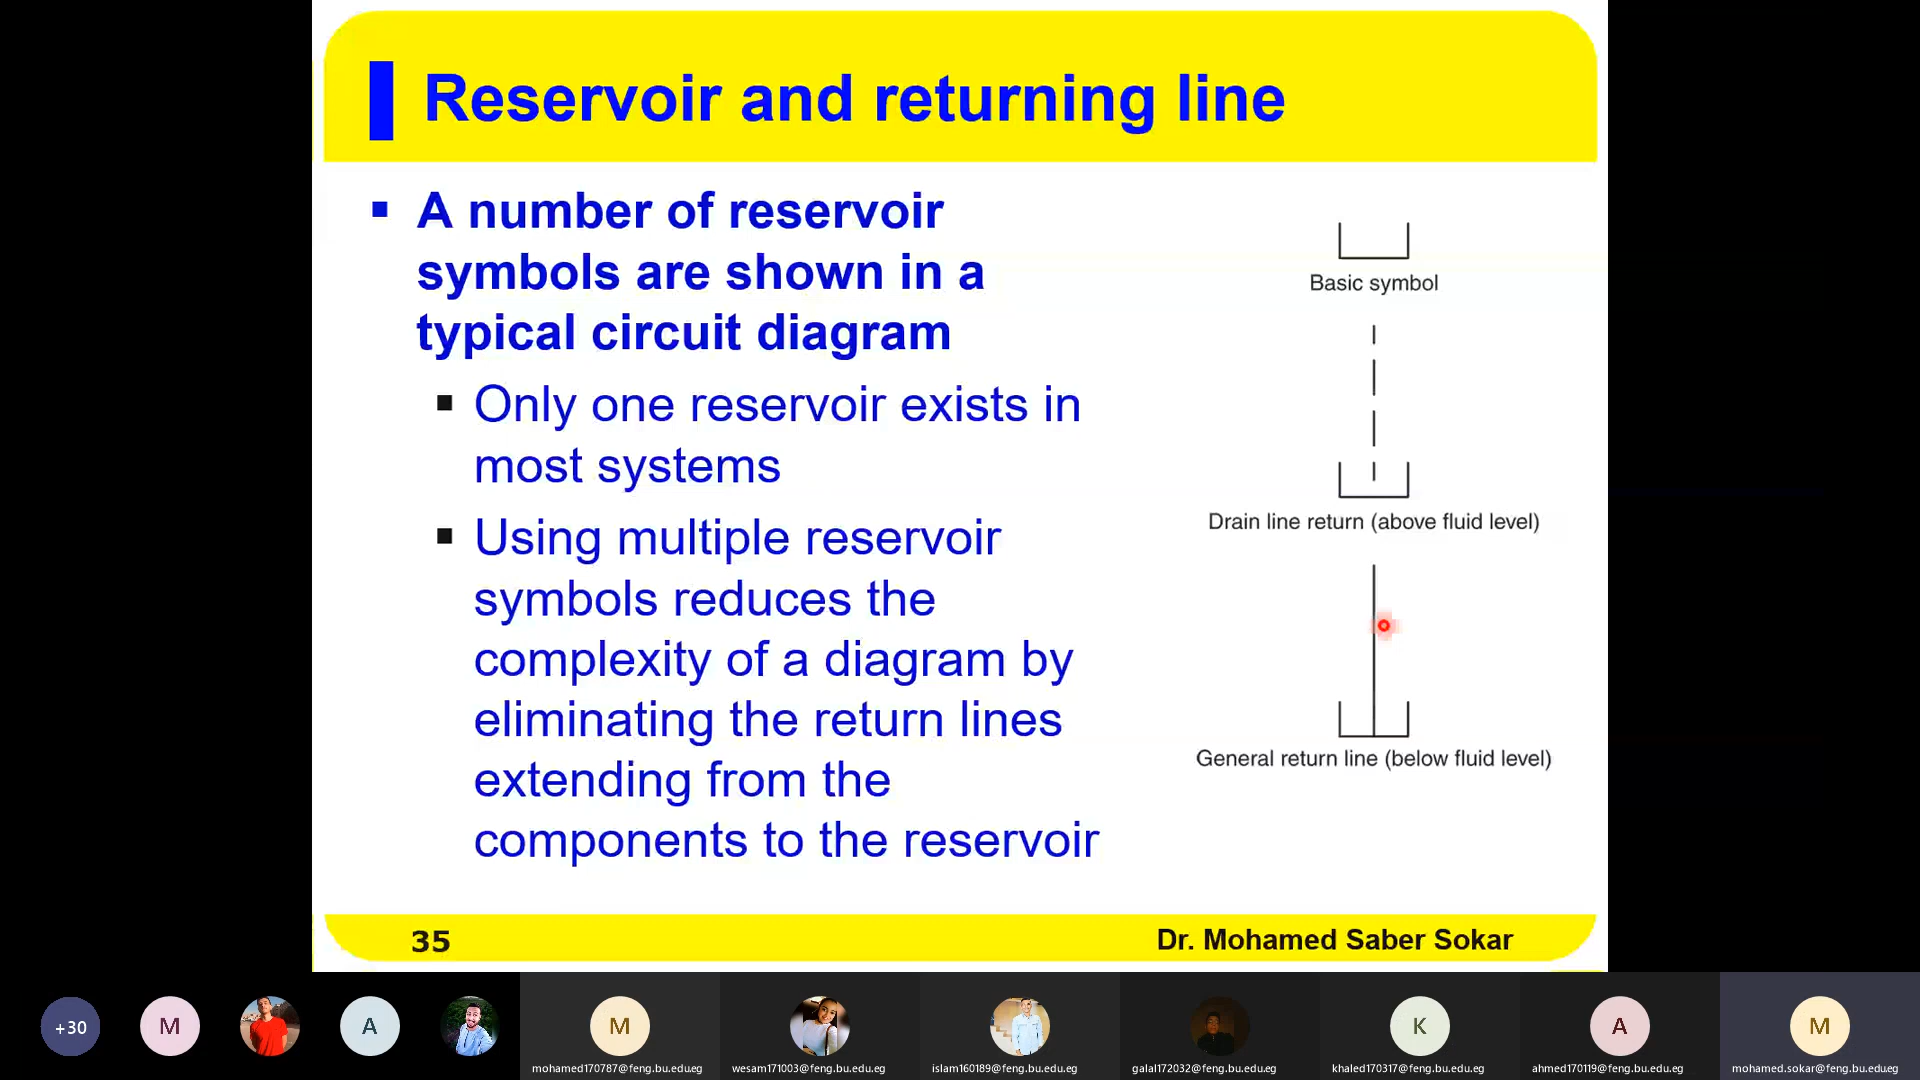 Reservoir and returning line
A number of reservoir
symbols are shown in a
typical circuit diagram
Only one reservoir exists in
most systems
Using multiple reservoir
symbols reduces the
complexity of a diagram by
eliminating the return lines
extending from the
components to the reservoir
Basic symbol
Drain line return (above fluid level)
General return line (below fluid level)
35
Dr. Mohamed Saber Sokar
+30
M
A
M
K
A
M
mohamed170787@feng.bu.edu.eg
wesam171003@feng.bu.edu.eg
islam160189@feng.bu.edu.eg
galal172032@feng.bu.edu.eg
khaled170317@feng.bu.edu.eg
ahmed170119@feng.bu.edu.eg
mohamed.sokar@feng.bu.edu.eg